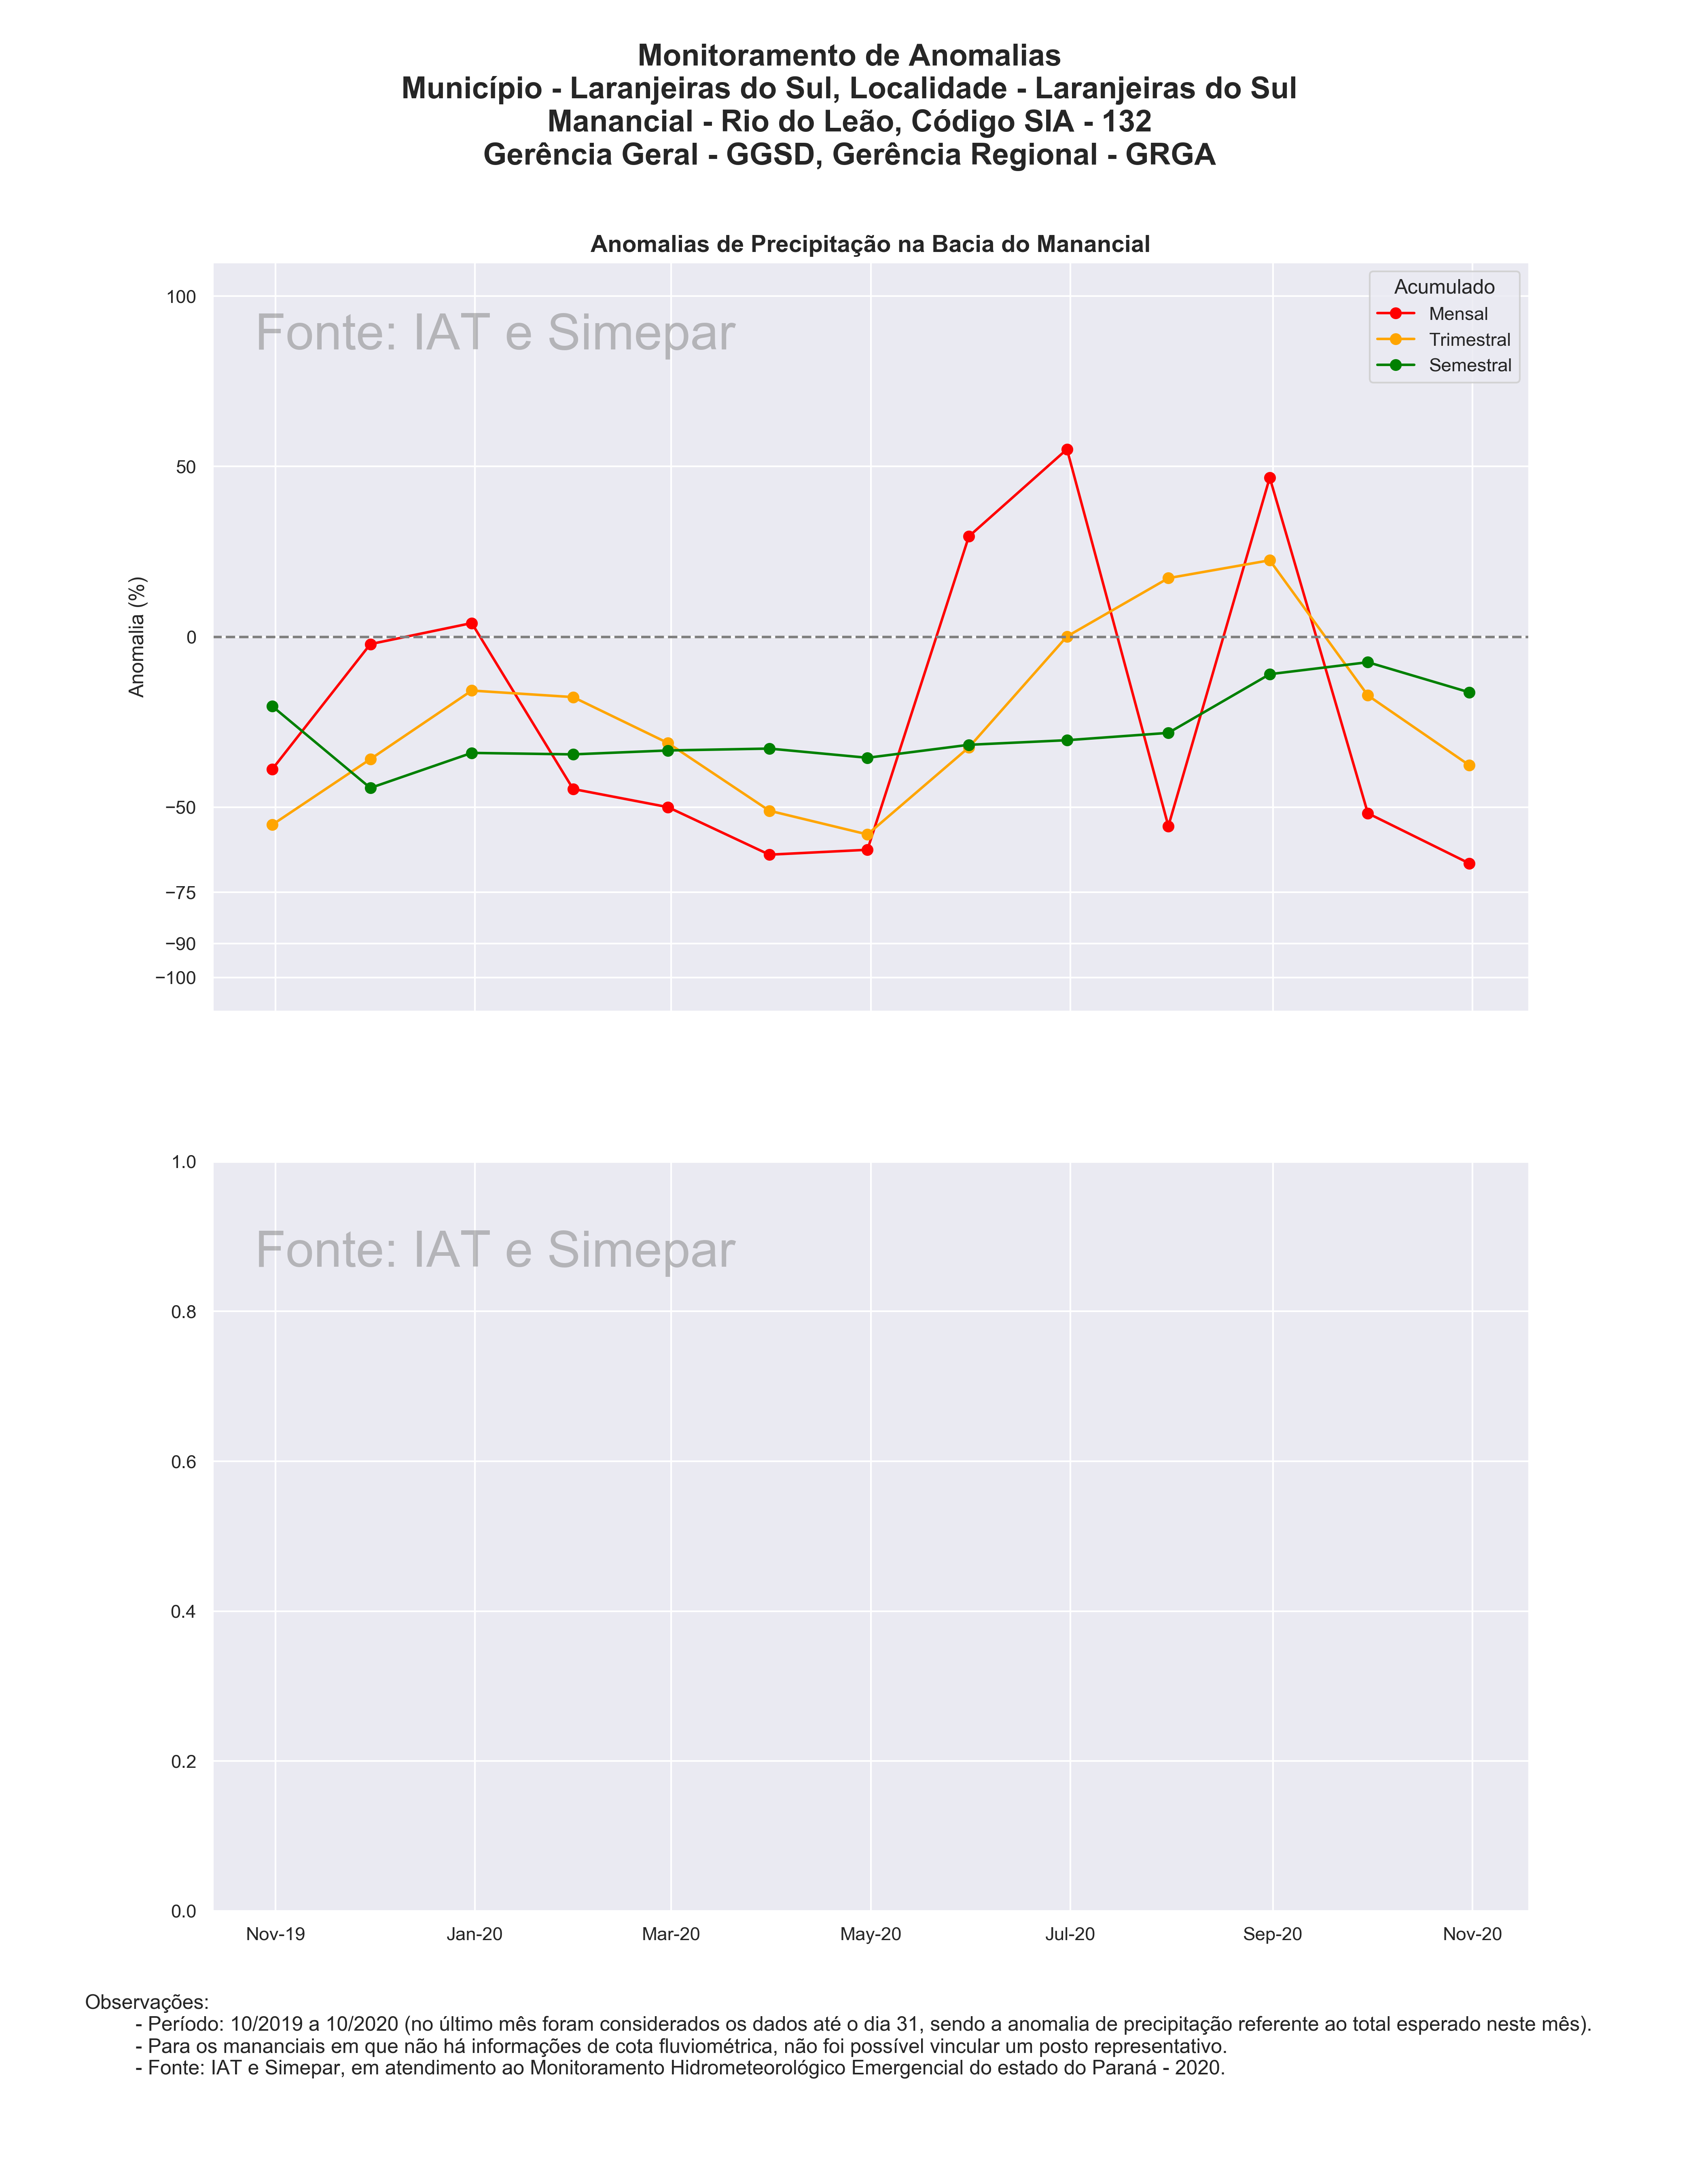 Monitoramento de Anomalias
Município - Laranjeiras do Sul, Localidade - Laranjeiras do Sul
Manancial - Rio do Leão, Código SIA - 132
Gerência Geral - GGSD, Gerência Regional - GRGA
Anomalias de Precipitação na Bacia do Manancial
Fonte: IAT e Simepar
Acumulado
Mensal
Trimestral
Semestral
Anomalia (%)
100
50
0
−50
−75
−90
−100
Fonte: IAT e Simepar
1.0
0.8
0.6
0.4
0.2
0.0
Nov-19 Jan-20 Mar-20 May-20 Jul-20 Sep-20 Nov-20
Observações:
- Período: 10/2019 a 10/2020 (no último mês foram considerados os dados até o dia 31, sendo a anomalia de precipitação referente ao total esperado neste mês).
- Para os mananciais em que não há informações de cota fluviométrica, não foi possível vincular um posto representativo.
- Fonte: IAT e Simepar, em atendimento ao Monitoramento Hidrometeorológico Emergencial do estado do Paraná - 2020.